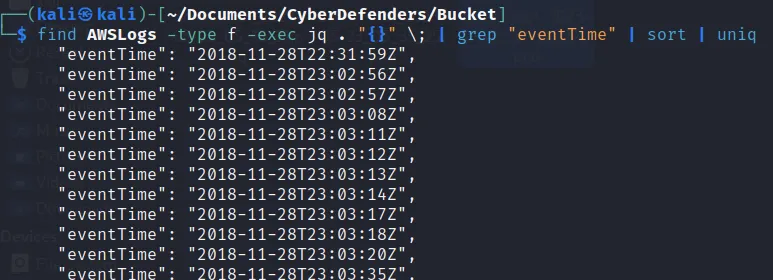 ┌──(kali㉿kali)-[~/Documents/CyberDefenders/Bucket]
└─$ find AWSLogs -type f -exec jq . "{}" \; | grep "eventTime" | sort | uniq
"eventTime": "2018-11-28T22:31:59Z",
"eventTime": "2018-11-28T23:02:56Z",
"eventTime": "2018-11-28T23:02:57Z",
"eventTime": "2018-11-28T23:03:08Z",
"eventTime": "2018-11-28T23:03:11Z",
"eventTime": "2018-11-28T23:03:12Z",
"eventTime": "2018-11-28T23:03:13Z",
"eventTime": "2018-11-28T23:03:14Z",
"eventTime": "2018-11-28T23:03:17Z",
"eventTime": "2018-11-28T23:03:18Z",
"eventTime": "2018-11-28T23:03:20Z",
"eventTime": "2018-11-28T23:03:35Z",